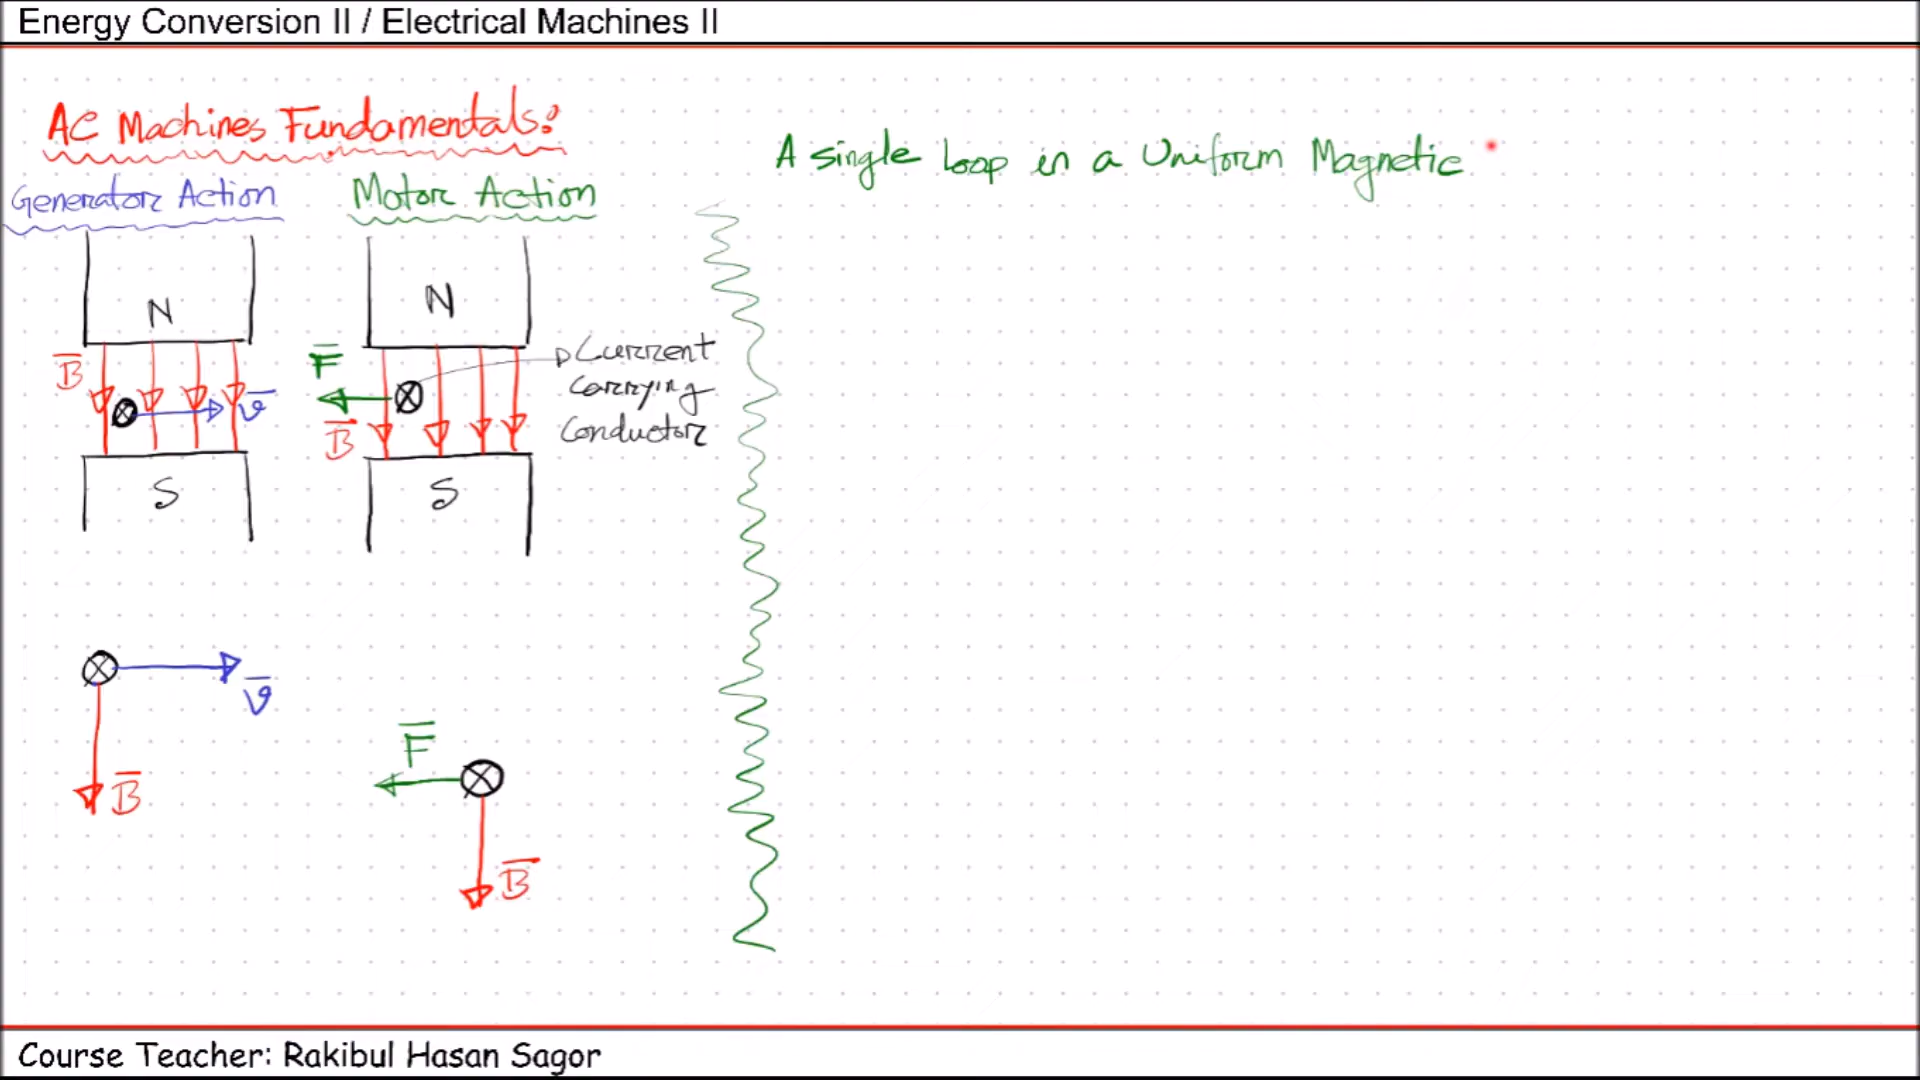 Energy Conversion II / Electrical Machines II
AC Machines Fundamentals:
Generator Action
Motor Action
N
B
v
S
N
F
B
S
Current
Carrying
Conductor
v
B
F
B
A single loop in a Uniform Magnetic
Course Teacher: Rakibul Hasan Sagor